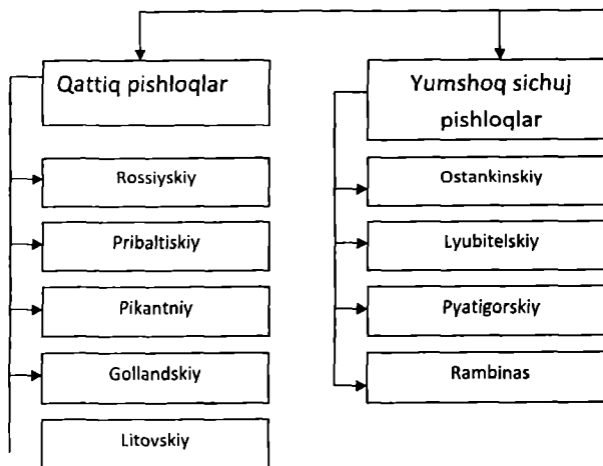 Qattiq pishloqlar
Rossiyskiy
Pribaltiskiy
Pikantniy
Gollandskiy
Litovskiy
Yumshoq sichuj
pishloqlar
Ostankinskiy
Lyubitelskiy
Pyatigorskiy
Rambinas